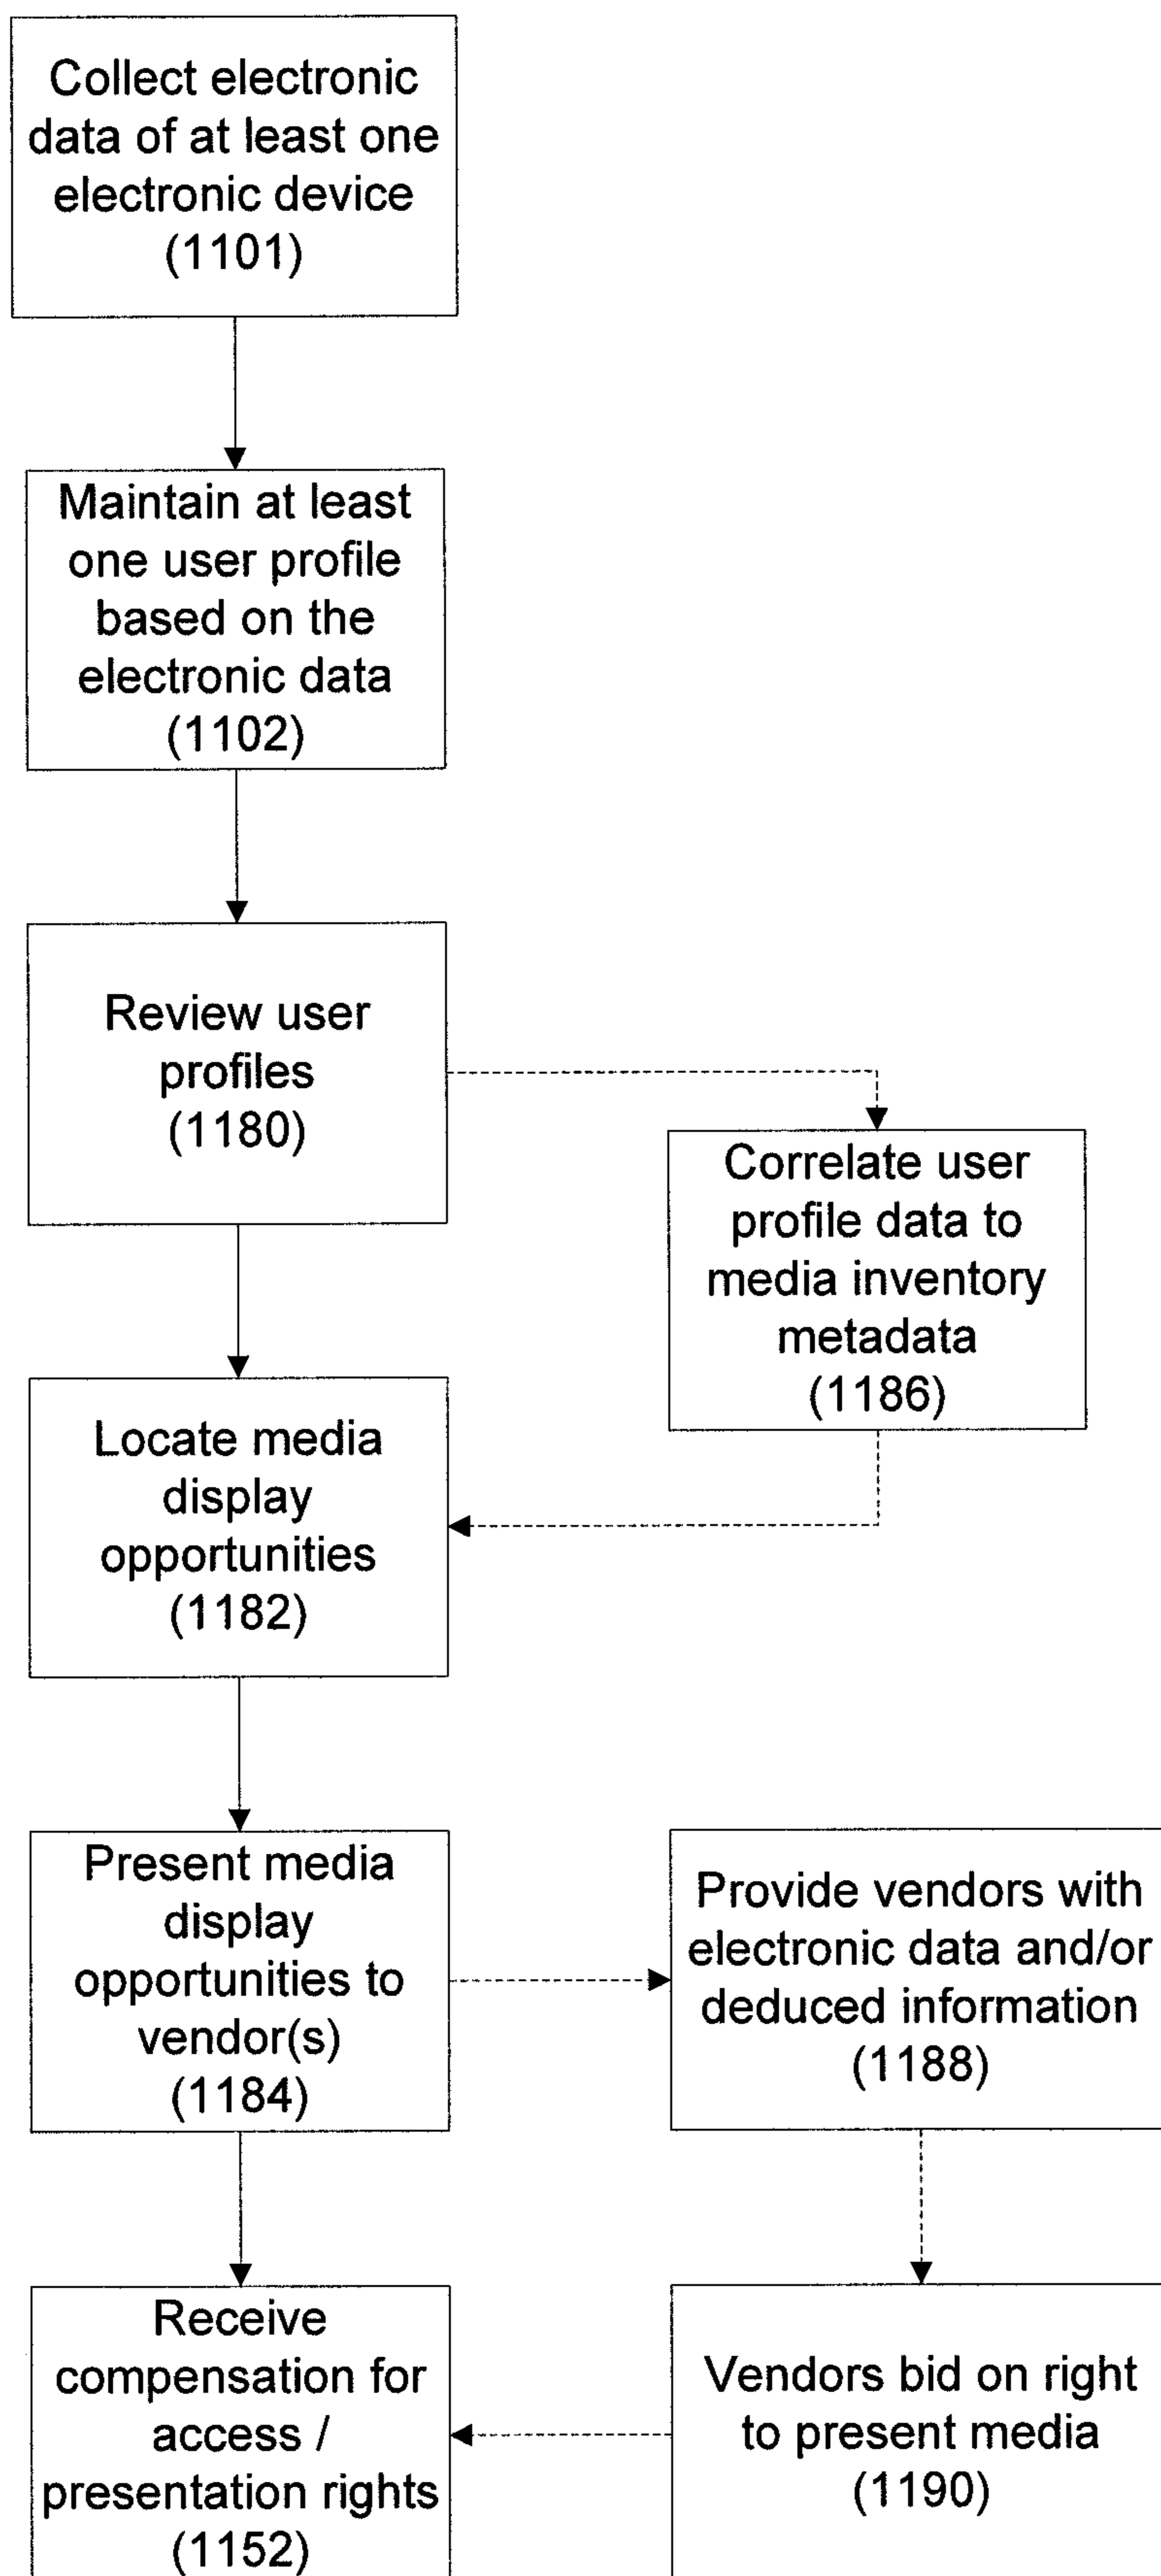 Collect electronic
data of at least one
electronic device
(1101)
Maintain at least
one user profile
based on the
electronic data
(1102)
Review user
profiles
(1180)
Correlate user
profile data to
media inventory
metadata
(1186)
Locate media
display
opportunities
(1182)
Present media
display
opportunities to
vendor(s)
(1184)
Provide vendors with
electronic data and/or
deduced information
(1188)
Receive
compensation for
access /
presentation rights
(1152)
Vendors bid on right
to present media
(1190)